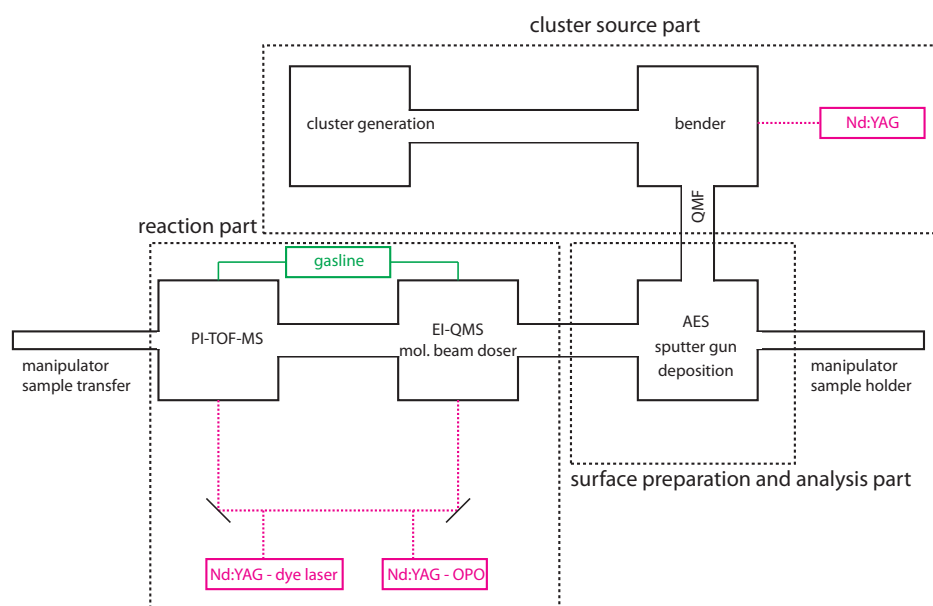 cluster source part
cluster generation
bender
Nd:YAG
QMF
reaction part
gasline
PI-TOF-MS
EI-QMS
mol. beam doser
AES
sputter gun
deposition
manipulator
sample transfer
manipulator
sample holder
surface preparation and analysis part
Nd:YAG - dye laser
Nd:YAG - OPO